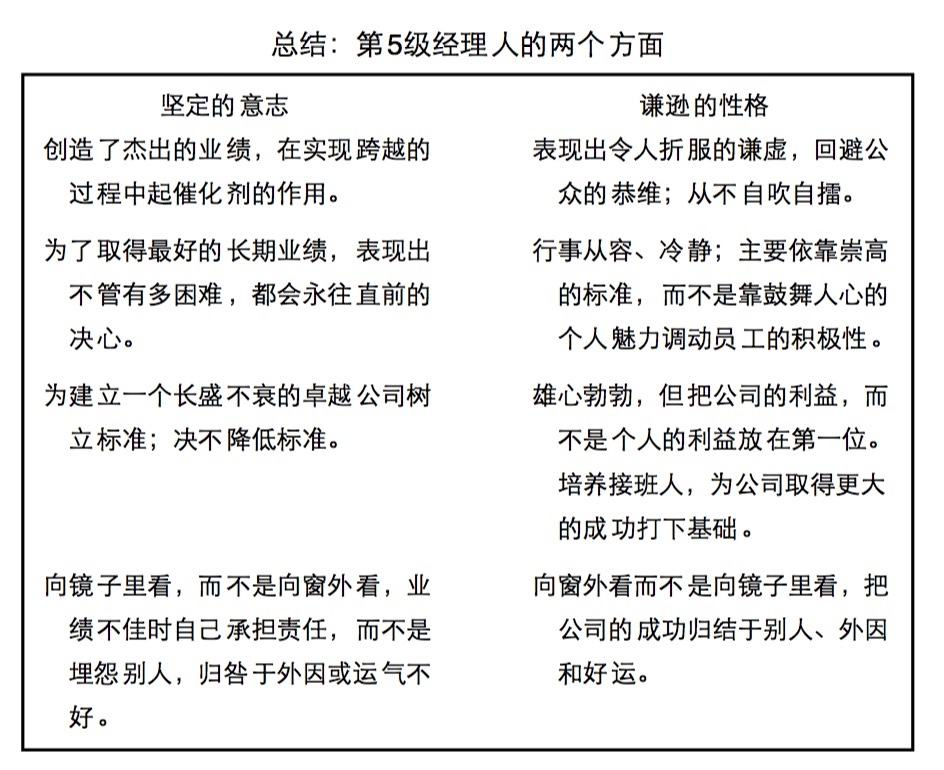 总结：第5级经理人的两个方面
坚定的意志
创造了杰出的业绩，在实现跨越的
过程中起催化剂的作用。
为了取得最好的长期业绩，表现出
不管有多困难，都会永往直前的
决心。
为建立一个长盛不衰的卓越公司树
立标准；决不降低标准。
向镜子里看，而不是向窗外看，业
绩不佳时自己承担责任，而不是
埋怨别人，归咎于外因或运气不
好。
谦逊的性格
表现出令人折服的谦虚，回避公
众的恭维；从不自吹自擂。
行事从容、冷静；主要依靠崇高
的标准，而不是靠鼓舞人心的
个人魅力调动员工的积极性。
雄心勃勃，但把公司的利益，而
不是个人的利益放在第一位。
培养接班人，为公司取得更大
的成功打下基础。
向窗外看而不是向镜子里看，把
公司的成功归结于别人、外因
和好运。